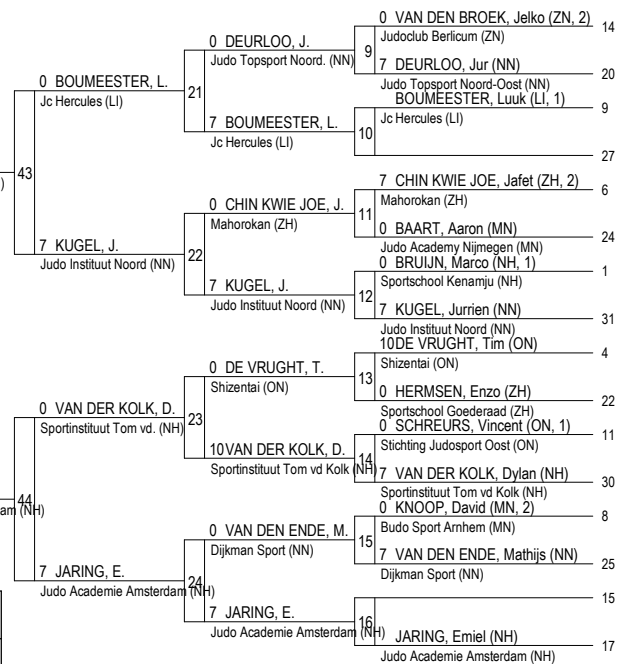 0 VAN DEN BROEK, Jelko (ZN, 2)
14
Judoclub Berlicum (ZN)
0 DEURLOO, J.
9
Judo Topsport Noord. (NN)
7 DEURLOO, Jur (NN)
20
Judo Topsport Noord-Oost (NN)
0 BOUMEESTER, L.
21
Jc Hercules (LI)
BOUMEESTER, Luuk (LI, 1)
9
Jc Hercules (LI)
7 BOUMEESTER, L.
10
Jc Hercules (LI)
27
43
)
7 CHIN KWIE JOE, Jafet (ZH, 2)
6
Mahorokan (ZH)
0 CHIN KWIE JOE, J.
11
Mahorokan (ZH)
0 BAART, Aaron (MN)
24
Judo Academy Nijmegen (MN)
7 KUGEL, J.
22
Judo Instituut Noord (NN)
0 BRUIJN, Marco (NH, 1)
1
Sportschool Kenamju (NH)
7 KUGEL, J.
12
Judo Instituut Noord (NN)
7 KUGEL, Jurrien (NN)
31
Judo Instituut Noord (NN)
10DE VRUGHT, Tim (ON)
4
Shizentai (ON)
0 DE VRUGHT, T.
13
Shizentai (ON)
0 HERMSEN, Enzo (ZH)
22
Sportschool Goederaad (ZH)
0 VAN DER KOLK, D.
23
Sportinstituut Tom vd. (NH)
0 SCHREURS, Vincent (ON, 1)
11
Stichting Judosport Oost (ON)
10VAN DER KOLK, D.
14
Sportinstituut Tom vd Kolk (NH)
7 VAN DER KOLK, Dylan (NH)
30
Sportinstituut Tom vd Kolk (NH)
44
am (NH)
0 KNOOP, David (MN, 2)
8
Budo Sport Arnhem (MN)
0 VAN DEN ENDE, M.
15
Dijkman Sport (NN)
7 VAN DEN ENDE, Mathijs (NN)
25
Dijkman Sport (NN)
7 JARING, E.
24
Judo Academie Amsterdam (NH)
15
7 JARING, E.
16
Judo Academie Amsterdam (NH)
JARING, Emiel (NH)
17
Judo Academie Amsterdam (NH)